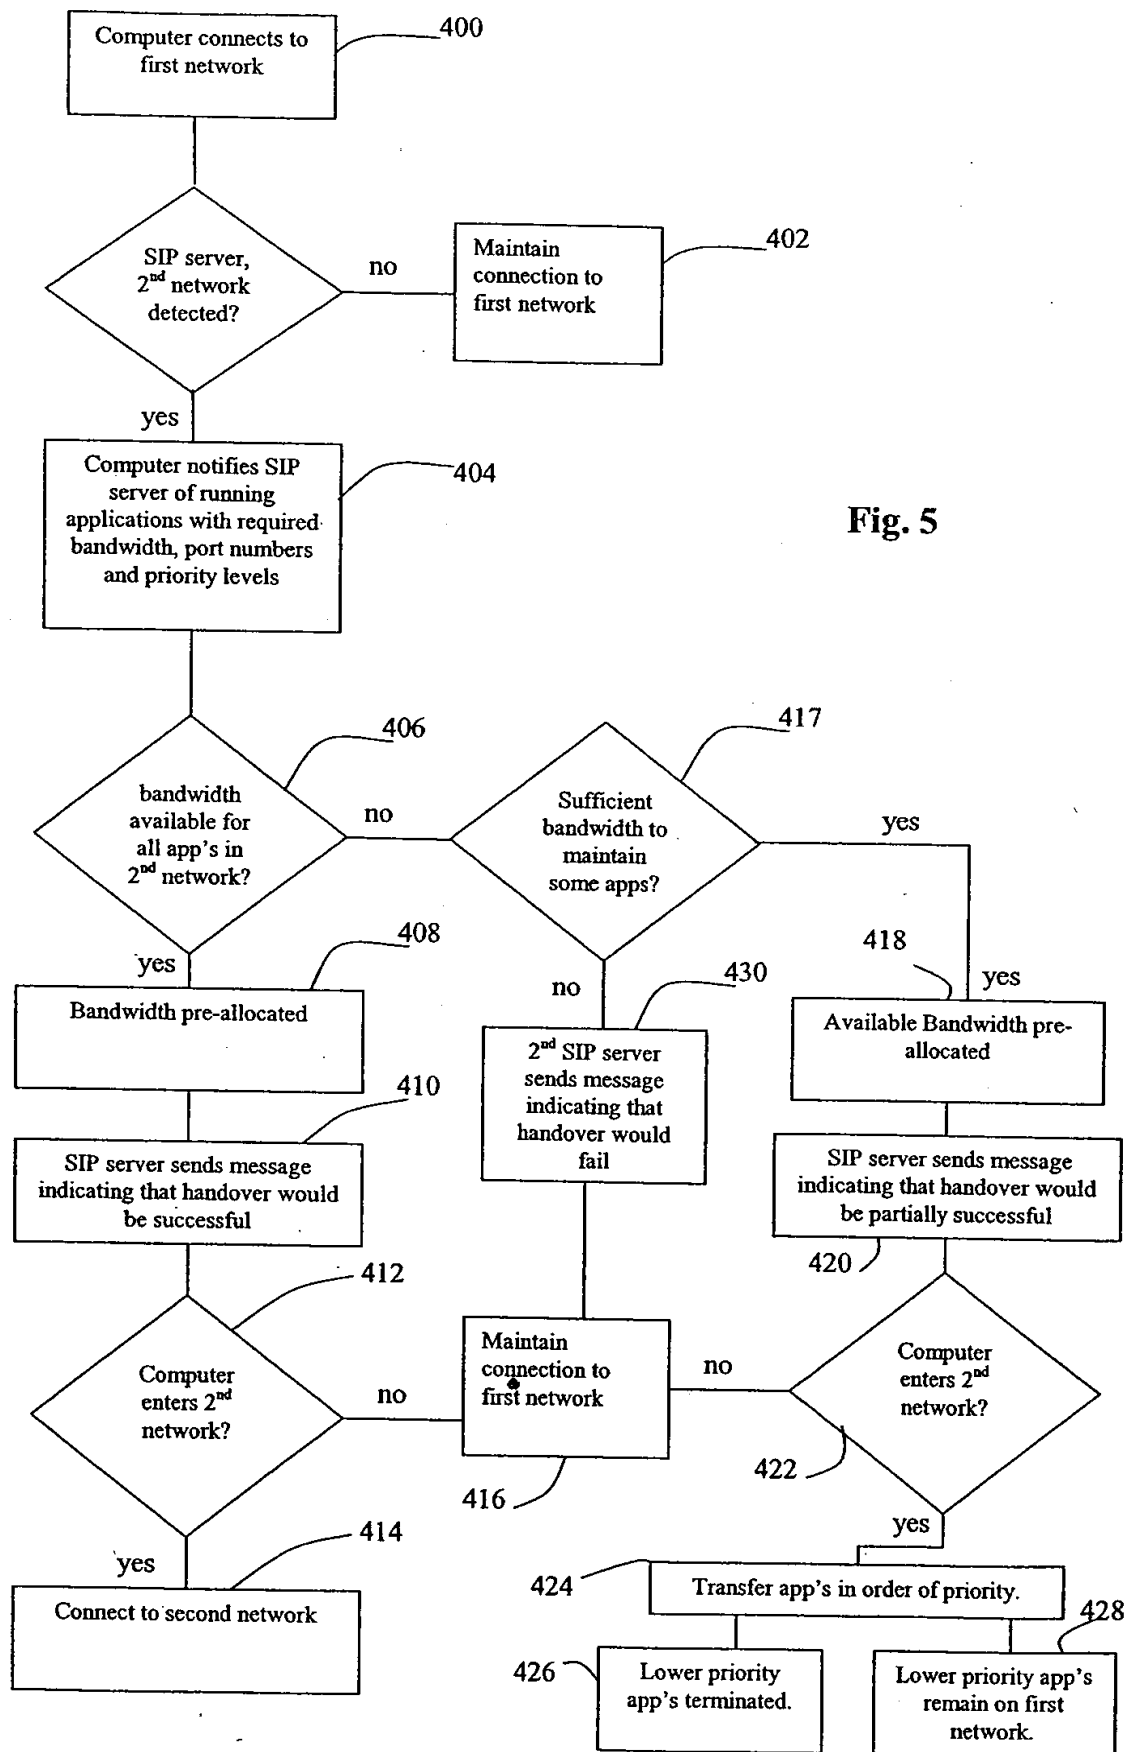 Computer connects to
first network
400
SIP server,
2nd network
detected?
no
Maintain
connection to
first network
402
yes
Computer notifies SIP
server of running
applications with required
bandwidth, port numbers
and priority levels
404
Fig. 5
bandwidth
available for
all app's in
2nd network?
406
no
Sufficient
bandwidth to
maintain
some apps?
417
yes
yes
408
Bandwidth pre-allocated
no
430
2nd SIP server
sends message
indicating that
handover would
fail
418
yes
Available Bandwidth pre-
allocated
410
SIP server sends message
indicating that handover would
be successful
SIP server sends message
indicating that handover would
be partially successful
420
412
Computer
enters 2nd
network?
no
Maintain
connection to
first network
416
no
Computer
enters 2nd
network?
422
yes
414
Connect to second network
yes
424
Transfer app's in order of priority.
426
Lower priority
app's terminated.
428
Lower priority app's
remain on first
network.